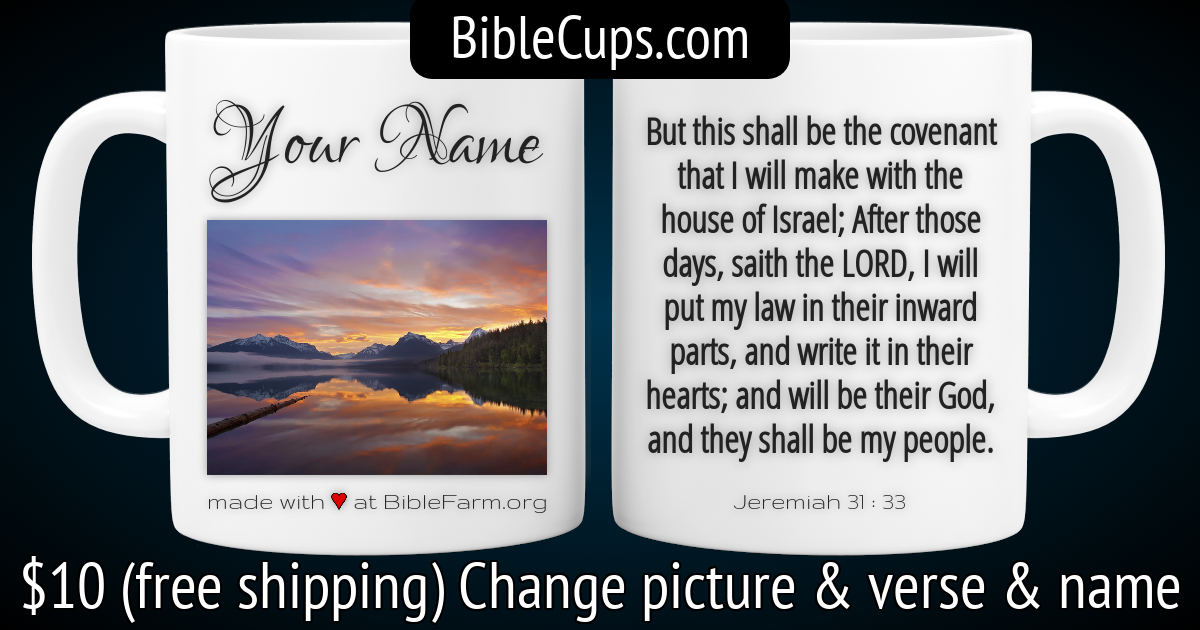 BibleCups.com
Your Name
made with ♥ at BibleFarm.org
But this shall be the covenant
that I will make with the
house of Israel; After those
days, saith the LORD, I will
put my law in their inward
parts, and write it in their
hearts; and will be their God,
and they shall be my people.
Jeremiah 31 : 33
$10 (free shipping) Change picture & verse & name